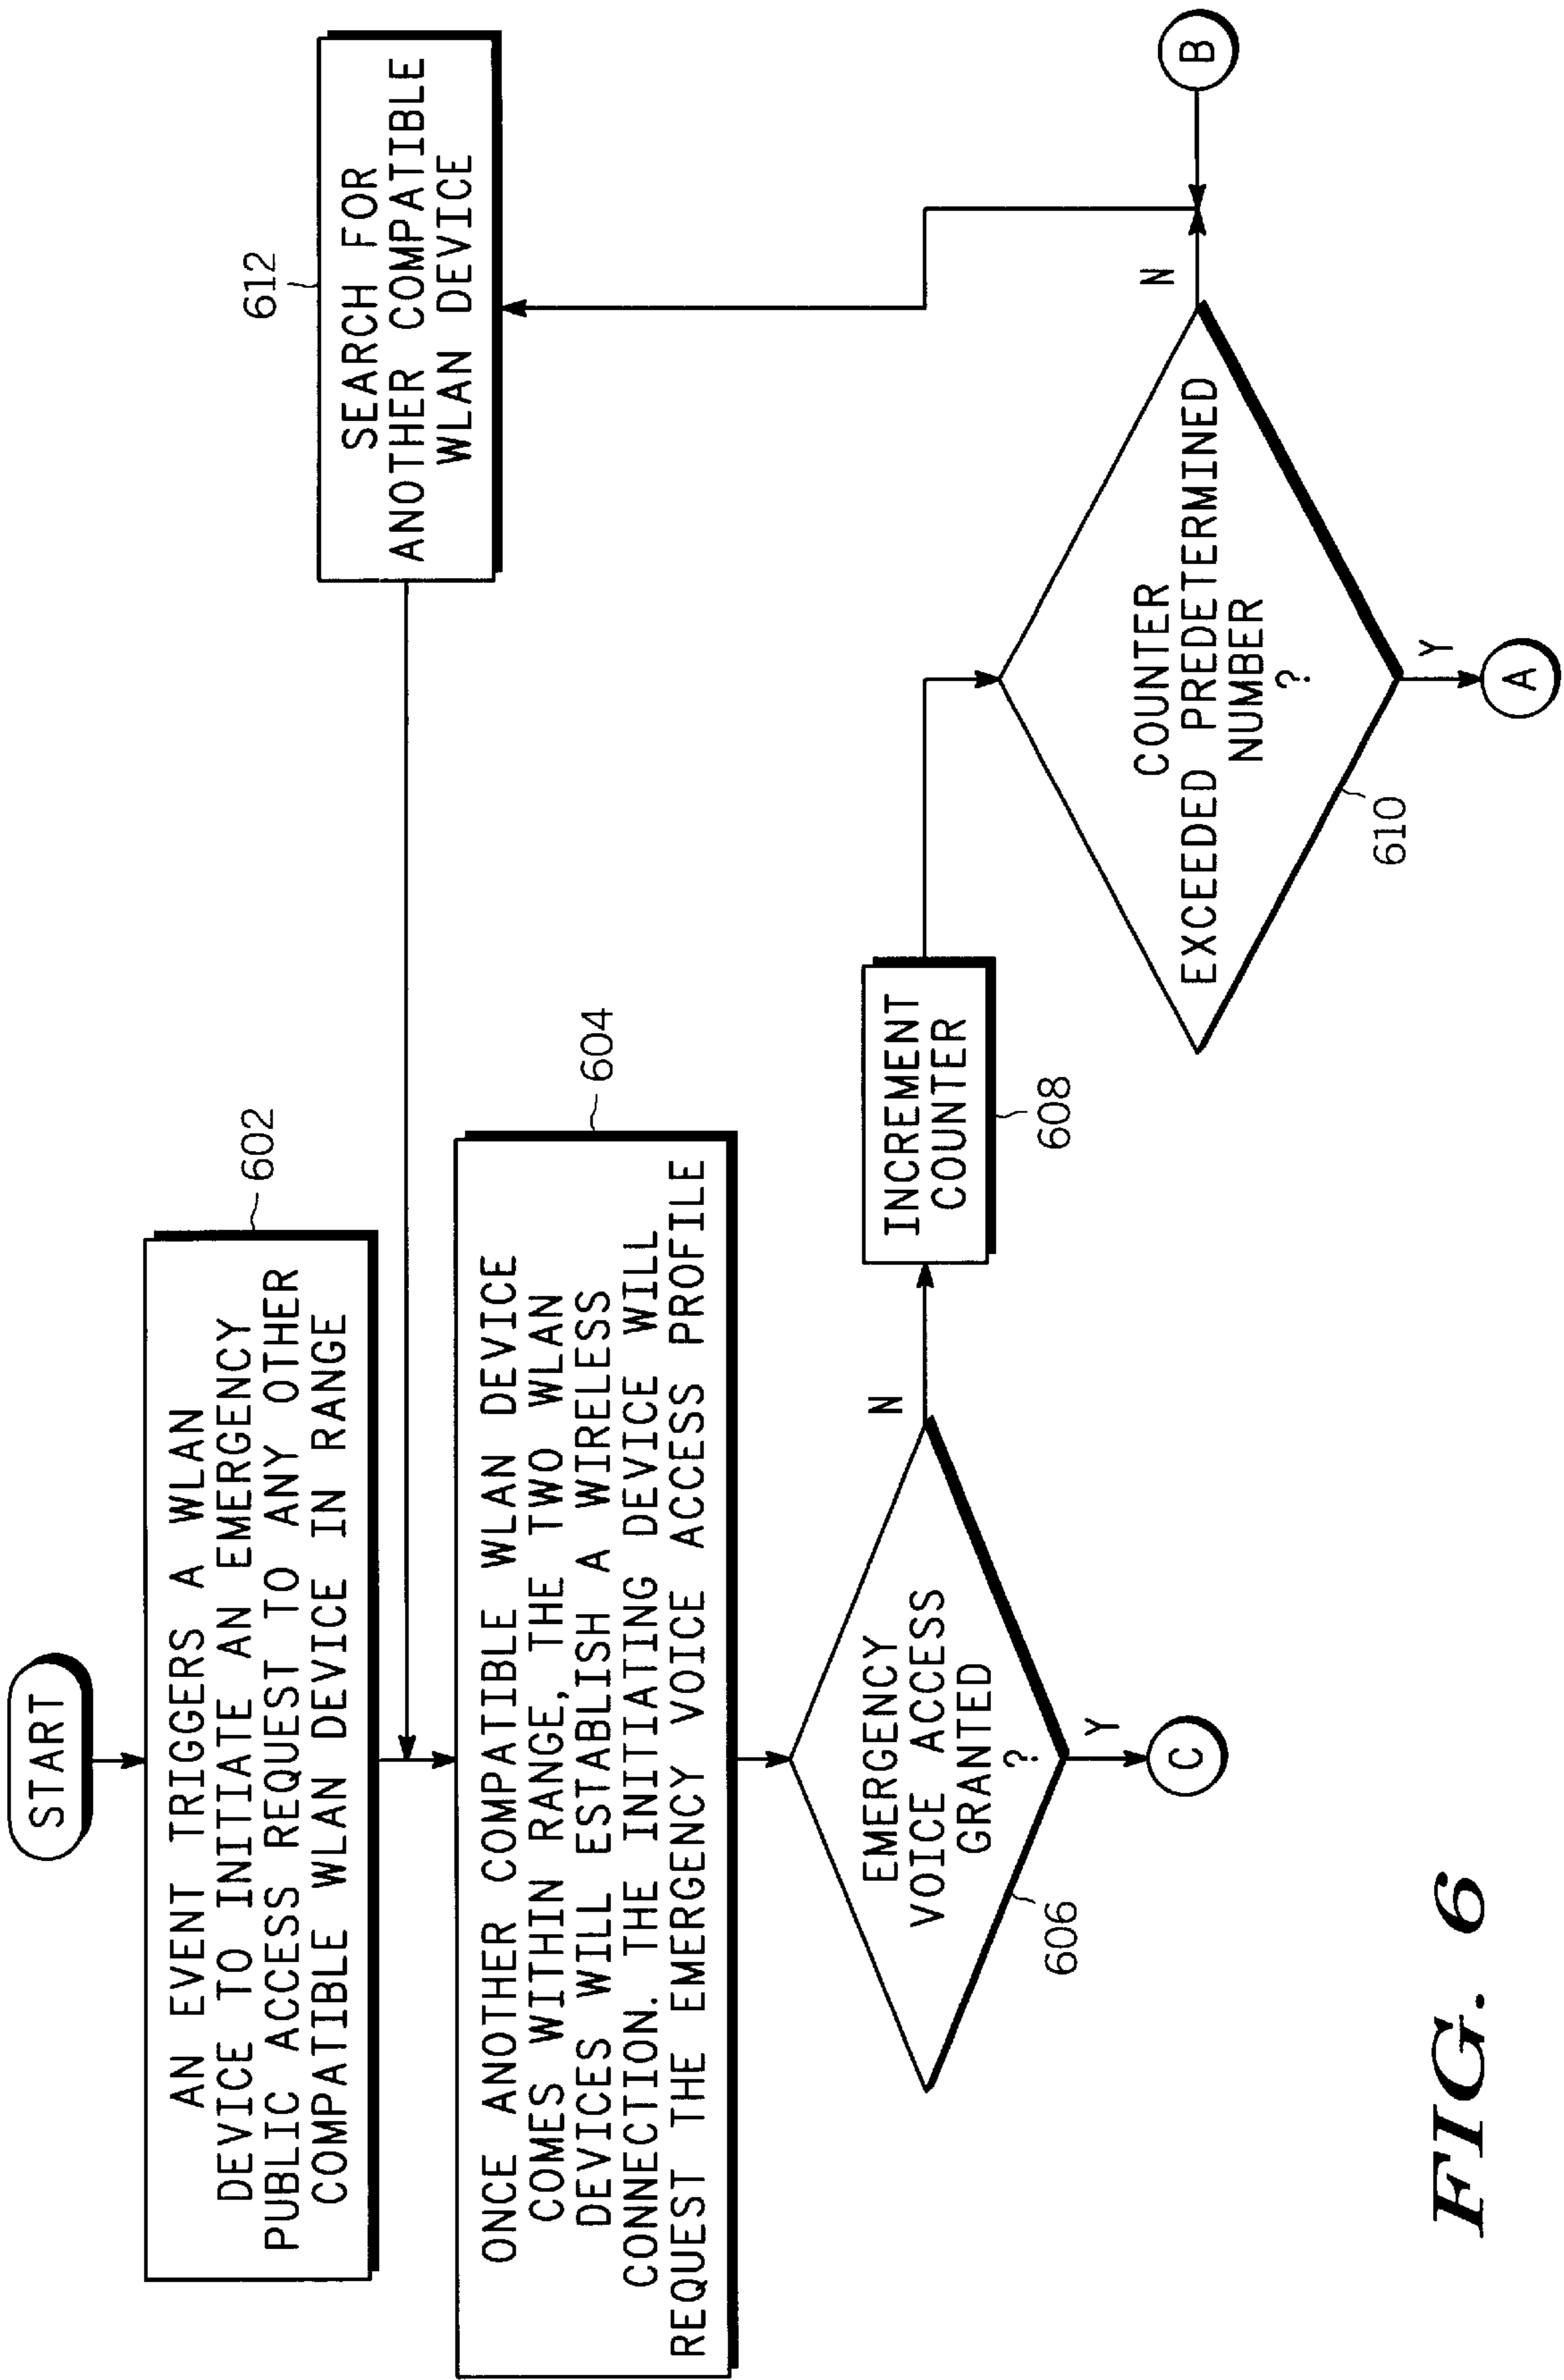 START
602
AN EVENT TRIGGERS A WLAN
DEVICE TO INITIATE AN EMERGENCY
PUBLIC ACCESS REQUEST TO ANY OTHER
COMPATIBLE WLAN DEVICE IN RANGE
612
SEARCH FOR
ANOTHER COMPATIBLE
WLAN DEVICE
604
ONCE ANOTHER COMPATIBLE WLAN DEVICE
COMES WITHIN RANGE, THE TWO WLAN
DEVICES WILL ESTABLISH A WIRELESS
CONNECTION. THE INITIATING DEVICE WILL
REQUEST THE EMERGENCY VOICE ACCESS PROFILE
EMERGENCY
VOICE ACCESS
GRANTED
?
606
N
Y
C
INCREMENT
COUNTER
608
COUNTER
EXCEEDED PREDETERMINED
NUMBER
?
610
N
B
Y
A
FIG. 6